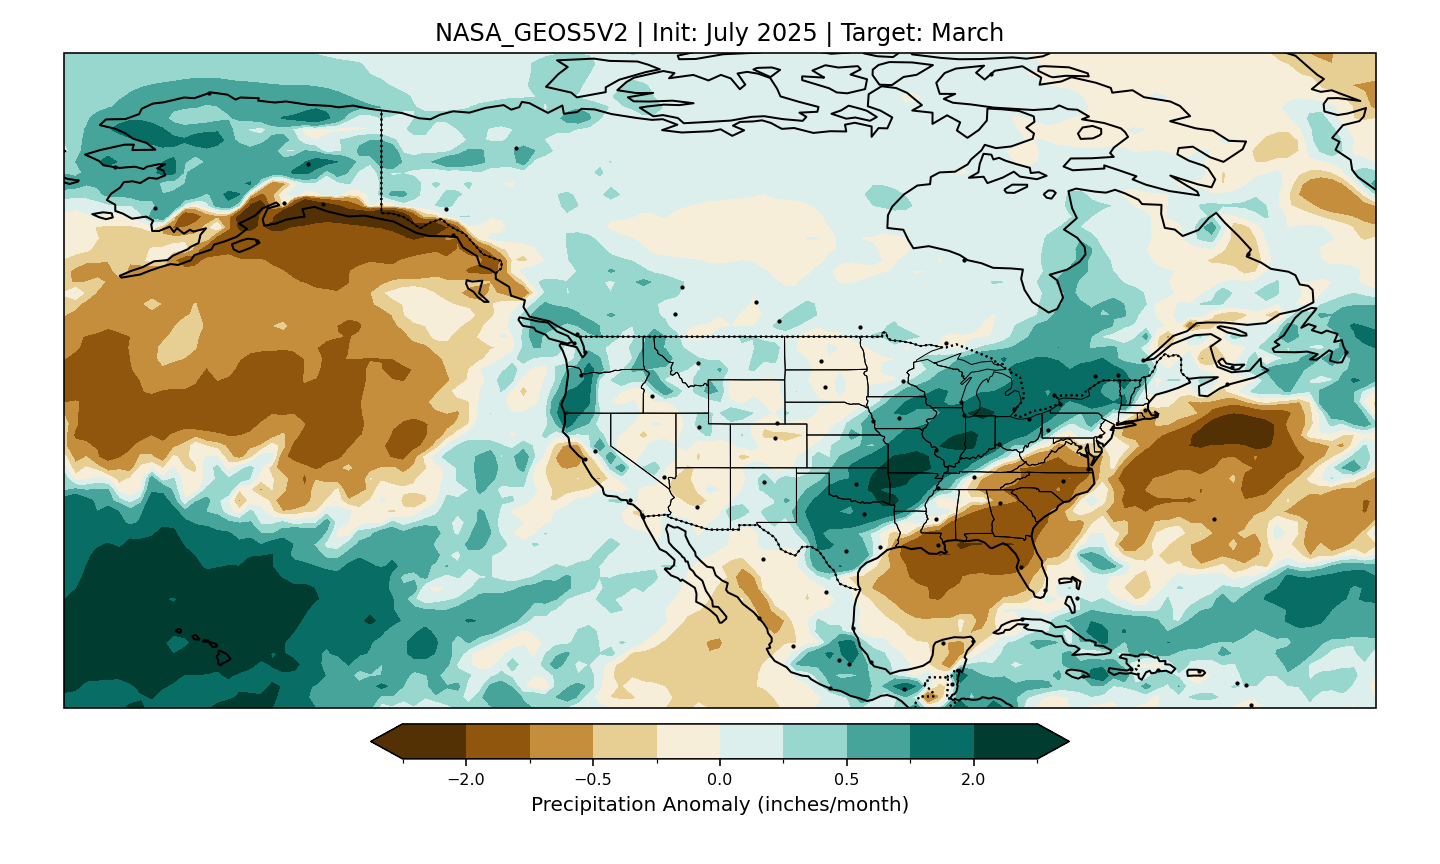 NASA_GEOS5V2 | Init: July 2025 | Target: March
−2.0 −0.5 0.0 0.5 2.0
Precipitation Anomaly (inches/month)